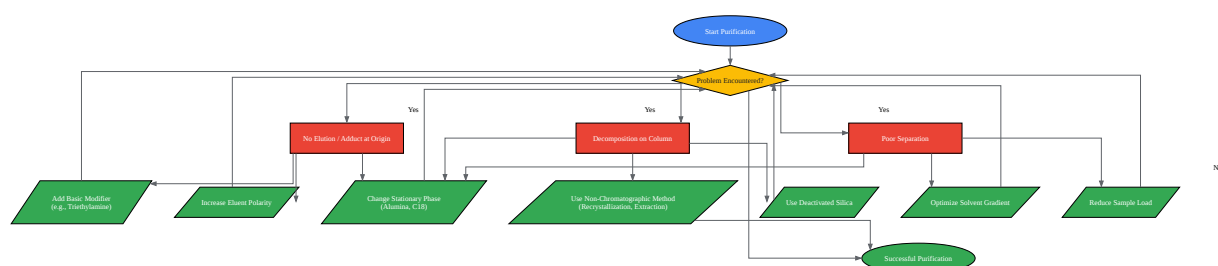 Start Purification
Problem Encountered?
Yes
Yes
Yes
No Elution / Adduct at Origin
Decomposition on Column
Poor Separation
N
Add Basic Modifier
(e.g., Triethylamine)
Increase Eluent Polarity
Change Stationary Phase
(Alumina, C18)
Use Non-Chromatographic Method
(Recrystallization, Extraction)
Use Deactivated Silica
Optimize Solvent Gradient
Reduce Sample Load
Successful Purification